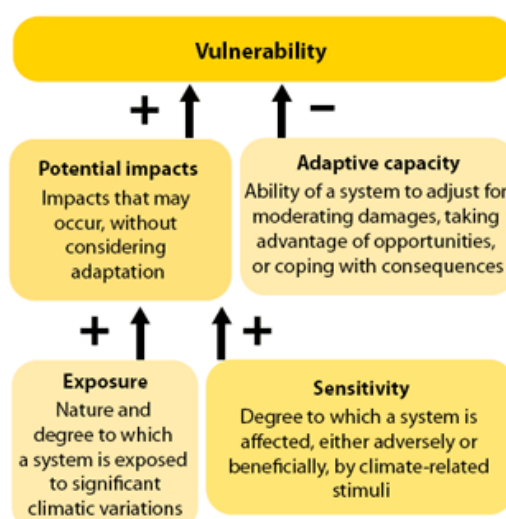 Vulnerability
+
−
Potential impacts
Impacts that may
occur, without
considering
adaptation
Adaptive capacity
Ability of a system to adjust for
moderating damages, taking
advantage of opportunities,
or coping with consequences
+
+
Exposure
Nature and
degree to which
a system is exposed
to significant
climatic variations
Sensitivity
Degree to which a system is
affected, either adversely or
beneficially, by climate-related
stimuli